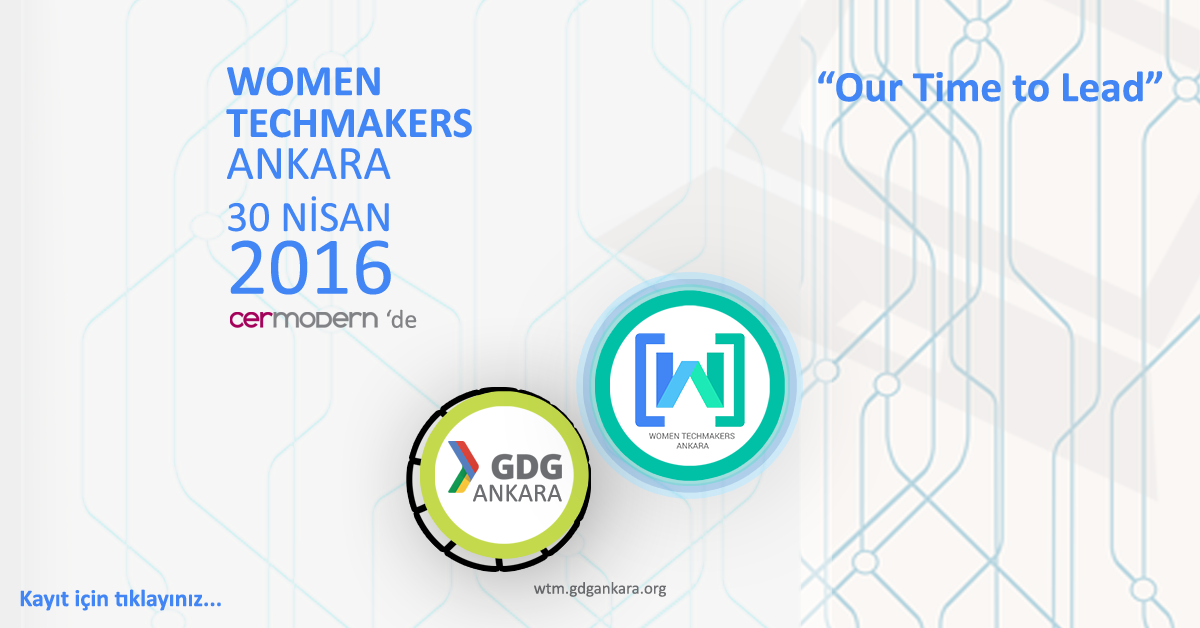 WOMEN
TECHMAKERS
ANKARA
30 NİSAN
2016
cermodern 'de
“Our Time to Lead”
WOMEN TECHMAKERS
ANKARA
GDG
ANKARA
wtm.gdgankara.org
Kayıt için tıklayınız...